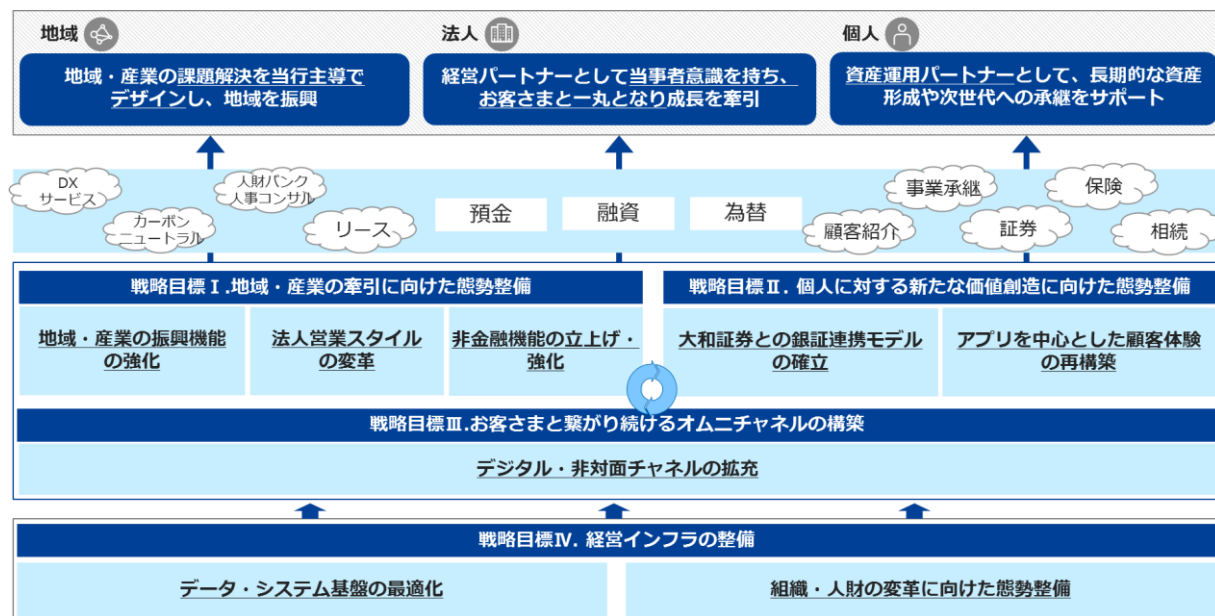 地域
法人
個人
地域・産業の課題解決を当行主導で
デザインし、地域を振興
経営パートナーとして当事者意識を持ち、
お客さまと一丸となり成長を牽引
資産運用パートナーとして、長期的な資産
形成や次世代への承継をサポート
DX
サービス
カーボン
ニュートラル
人財バンク
人事コンサル
リース
預金
融資
為替
顧客紹介
事業承継
証券
保険
相続
戦略目標Ⅰ.地域・産業の牽引に向けた態勢整備
戦略目標Ⅱ. 個人に対する新たな価値創造に向けた態勢整備
地域・産業の振興機能
の強化
法人営業スタイル
の変革
非金融機能の立上げ・
強化
大和証券との銀証連携モデル
の確立
アプリを中心とした顧客体験
の再構築
戦略目標Ⅲ.お客さまと繋がり続けるオムニチャネルの構築
デジタル・非対面チャネルの拡充
戦略目標Ⅳ. 経営インフラの整備
データ・システム基盤の最適化
組織・人財の変革に向けた態勢整備